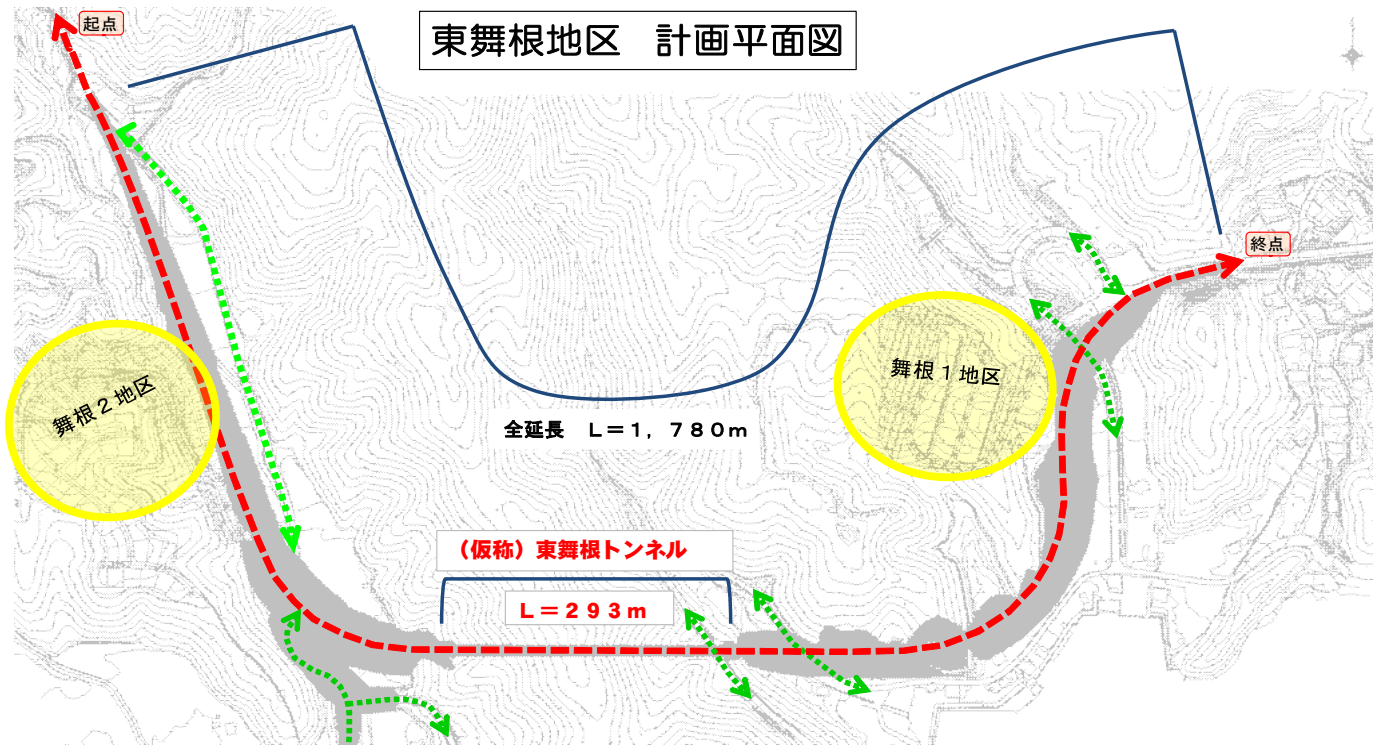 起点
東舞根地区　計画平面図
終点
舞根１地区
舞根２地区
全延長　Ｌ＝１，７８０ｍ
（仮称）東舞根トンネル
Ｌ＝２９３ｍ